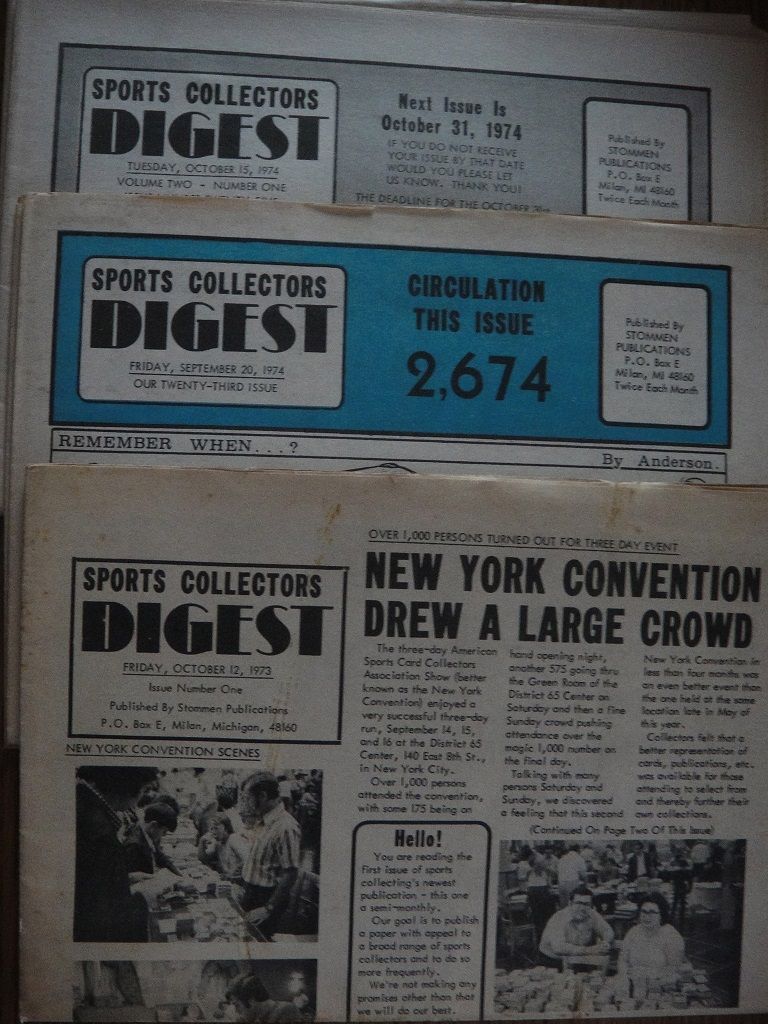 SPORTS COLLECTORS
DIGEST
TUESDAY, OCTOBER 15, 1974
VOLUME TWO - NUMBER ONE
Next Issue Is
October 31, 1974
IF YOU DO NOT RECEIVE
YOUR ISSUE BY THAT DATE
WOULD YOU PLEASE LET
US KNOW. THANK YOU!
THE DEADLINE FOR THE OCTOBER 31st
Published By
STOMMEN
PUBLICATIONS
P.O. Box E
Milan, MI 48160
Twice Each Month
SPORTS COLLECTORS
DIGEST
FRIDAY, SEPTEMBER 20, 1974
OUR TWENTY-THIRD ISSUE
CIRCULATION
THIS ISSUE
2,674
Published By
STOMMEN
PUBLICATIONS
P.O. Box E
Milan, MI 48160
Twice Each Month
REMEMBER WHEN...?
By Anderson.
SPORTS COLLECTORS
DIGEST
FRIDAY, OCTOBER 12, 1973
Issue Number One
Published By Stommen Publications
P.O. Box E, Milan, Michigan, 48160
NEW YORK CONVENTION SCENES
OVER 1,000 PERSONS TURNED OUT FOR THREE DAY EVENT
NEW YORK CONVENTION
DREW A LARGE CROWD
The three-day American
Sports Card Collectors
Association Show (better
known as the New York
Convention) enjoyed a
very successful three-day
run, September 14, 15,
and 16 at the District 65
Center, 140 East 8th St.,
in New York City.
Over 1,000 persons
attended the convention,
with some 175 being on
hand opening night,
another 575 going thru
the Green Room of the
District 65 Center on
Saturday and then a fine
Sunday crowd pushing
attendance over the
magic 1,000 number on
the final day.
Talking with many
persons Saturday and
Sunday, we discovered
a feeling that this second
New York Convention in
less than four months was
an even better event than
the one held at the same
location late in May of
this year.
Collectors felt that a
better representation of
cards, publications, etc.
was available for those
attending to select from
and thereby further their
own collections.
(Continued On Page Two Of This Issue)
Hello!
You are reading the
first issue of sports
collecting's newest
publication - this one
a semi-monthly.
Our goal is to publish
a paper with appeal to
a broad range of sports
collectors and to do so
more frequently.
We're not making any
promises other than that
we will do our best.